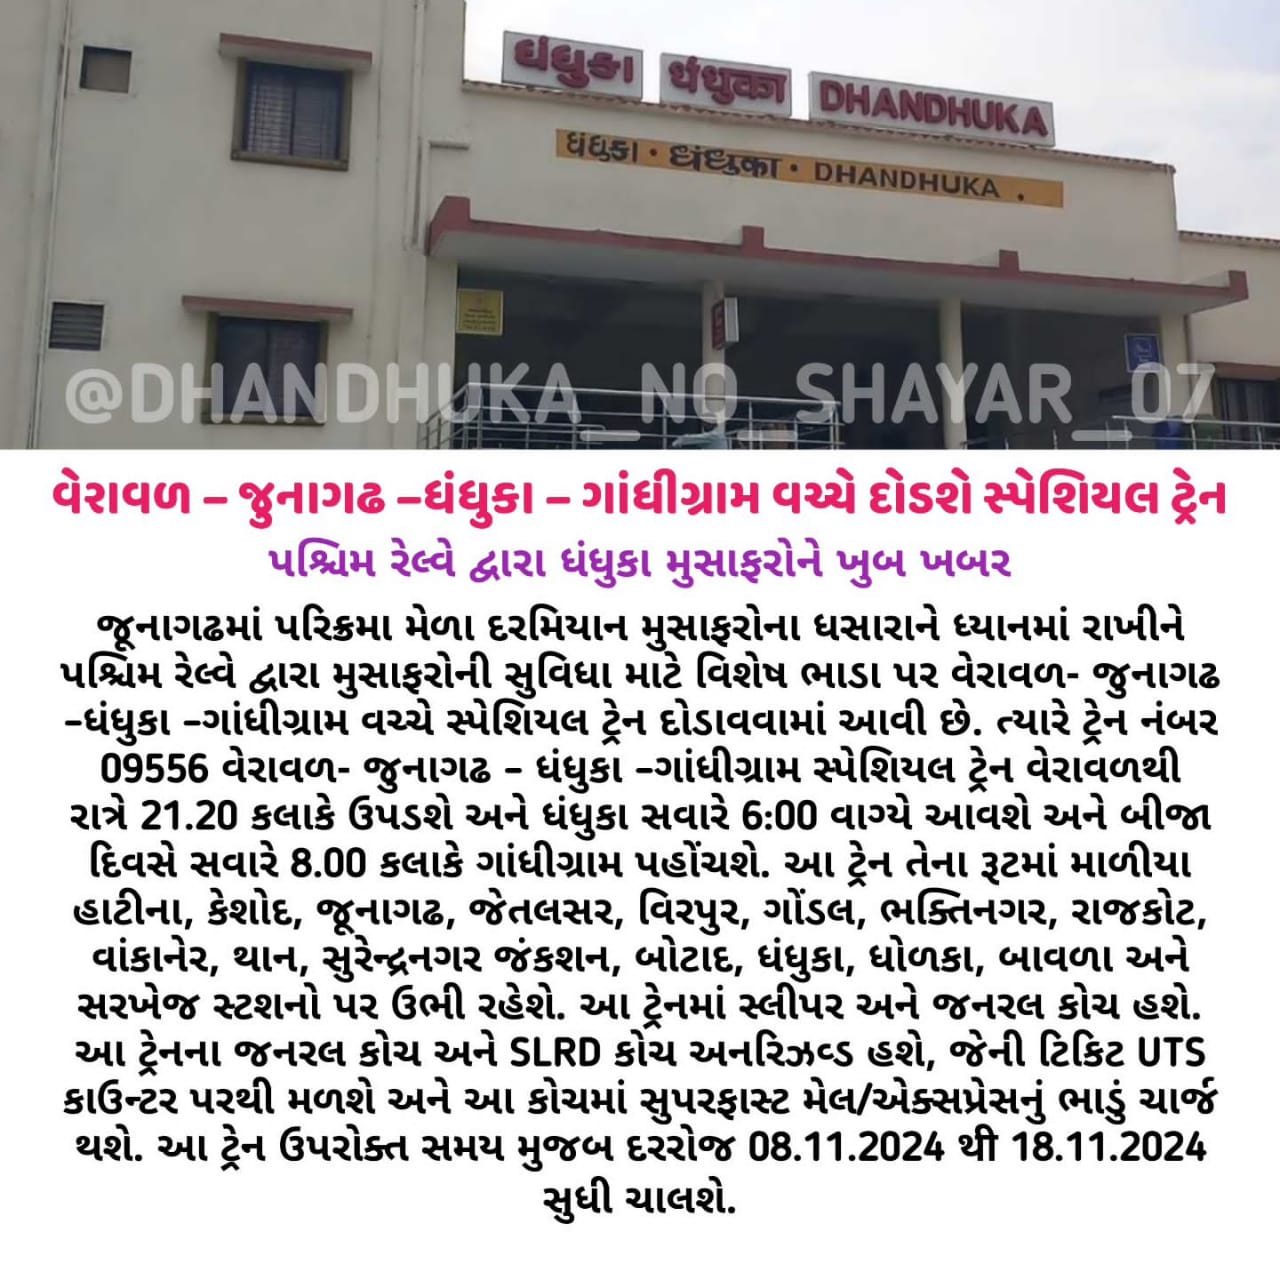 ધંધુકા धंधुका DHANDHUKA
ધંધુકા • धंधुका • DHANDHUKA .
@DHANDHUKA_NO_SHAYAR_07
વેરાવળ – જુનાગઢ –ધંધુકા – ગાંધીગ્રામ વચ્ચે દોડશે સ્પેશિયલ ટ્રેન
પશ્ચિમ રેલ્વે દ્વારા ધંધુકા મુસાફરોને ખુબ ખબર
જૂનાગઢમાં પરિક્રમા મેળા દરમિયાન મુસાફરોના ધસારાને ધ્યાનમાં રાખીને
પશ્ચિમ રેલ્વે દ્વારા મુસાફરોની સુવિધા માટે વિશેષ ભાડા પર વેરાવળ- જુનાગઢ
–ધંધુકા –ગાંધીગ્રામ વચ્ચે સ્પેશિયલ ટ્રેન દોડાવવામાં આવી છે. ત્યારે ટ્રેન નંબર
09556 વેરાવળ- જુનાગઢ – ધંધુકા –ગાંધીગ્રામ સ્પેશિયલ ટ્રેન વેરાવળથી
રાત્રે 21.20 કલાકે ઉપડશે અને ધંધુકા સવારે 6:00 વાગ્યે આવશે અને બીજા
દિવસે સવારે 8.00 કલાકે ગાંધીગ્રામ પહોંચશે. આ ટ્રેન તેના રૂટમાં માળીયા
હાટીના, કેશોદ, જૂનાગઢ, જેતલસર, વિરપુર, ગોંડલ, ભક્તિનગર, રાજકોટ,
વાંકાનેર, થાન, સુરેન્દ્રનગર જંકશન, બોટાદ, ધંધુકા, ધોળકા, બાવળા અને
સરખેજ સ્ટશનો પર ઉભી રહેશે. આ ટ્રેનમાં સ્લીપર અને જનરલ કોચ હશે.
આ ટ્રેનના જનરલ કોચ અને SLRD કોચ અનરિઝવ્ડ હશે, જેની ટિકિટ UTS
કાઉન્ટર પરથી મળશે અને આ કોચમાં સુપરફાસ્ટ મેલ/એક્સપ્રેસનું ભાડું ચાર્જ
થશે. આ ટ્રેન ઉપરોક્ત સમય મુજબ દરરોજ 08.11.2024 થી 18.11.2024
સુધી ચાલશે.